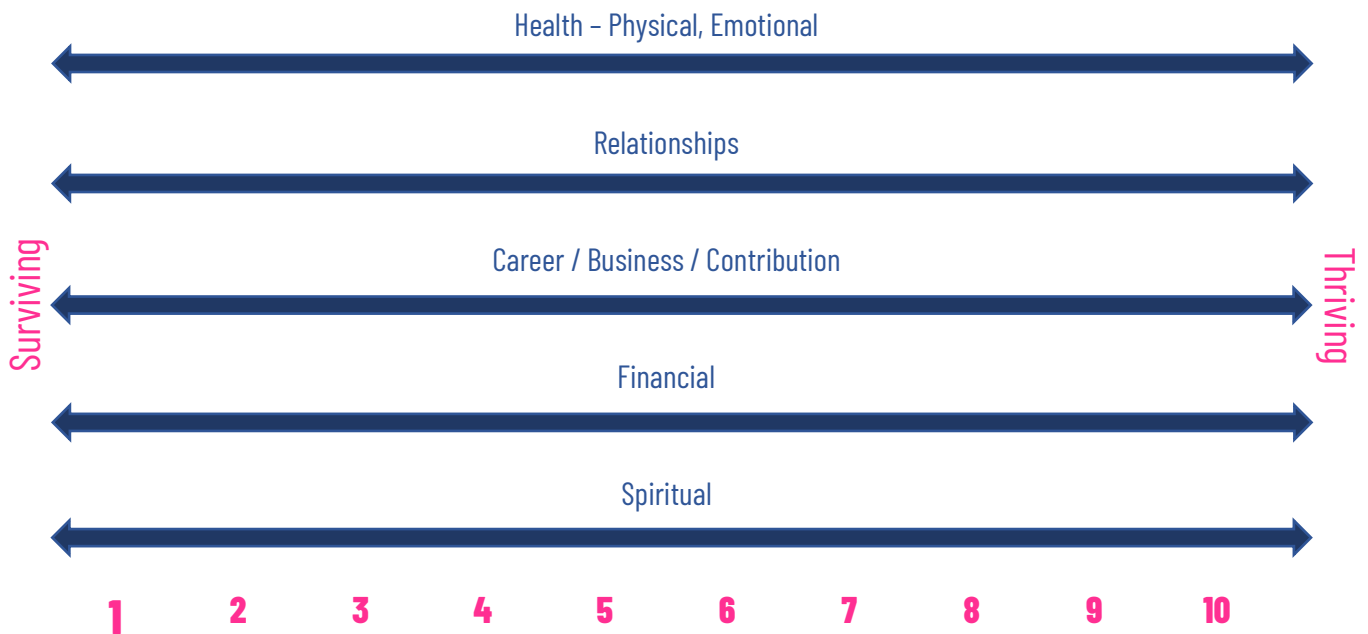 Health – Physical, Emotional
Relationships
Surviving
Career / Business / Contribution
Thriving
Financial
Spiritual
1 2 3 4 5 6 7 8 9 10